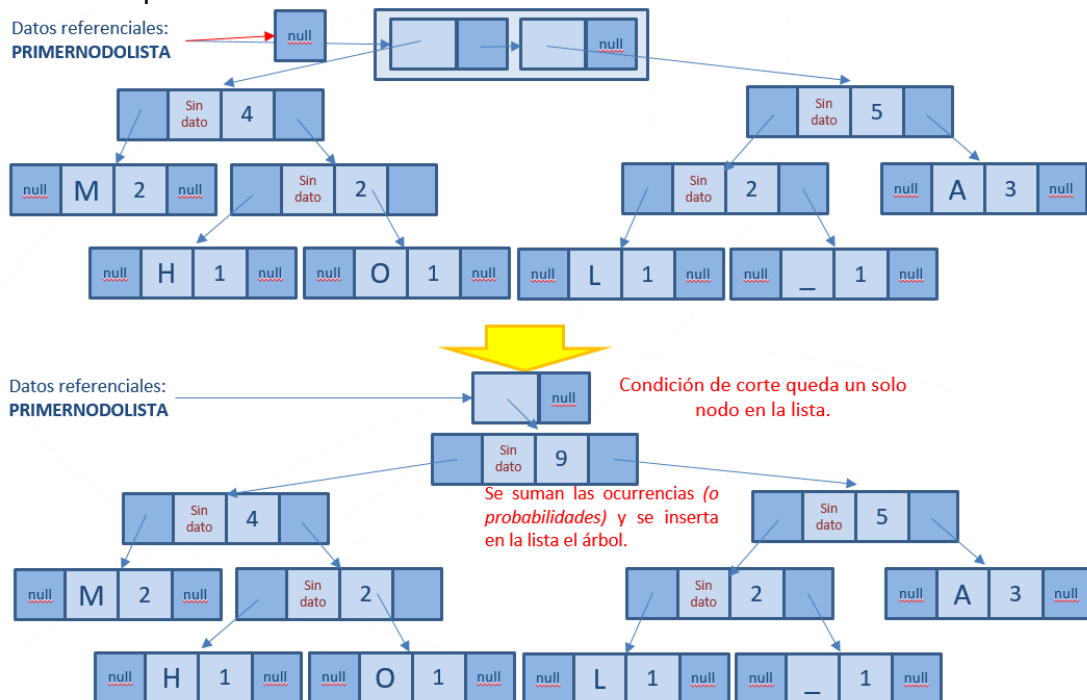 Datos referenciales:
PRIMERNODOLISTA
null
null
Sin dato 4
Sin dato 5
null M 2 null
Sin dato 2
Sin dato 2
null A 3 null
null H 1 null
null O 1 null
null L 1 null
null _ 1 null
Datos referenciales:
PRIMERNODOLISTA
null
Condición de corte queda un solo
nodo en la lista.
Sin dato 9
Se suman las ocurrencias (o
probabilidades) y se inserta
en la lista el árbol.
Sin dato 4
Sin dato 5
null M 2 null
Sin dato 2
Sin dato 2
null A 3 null
null H 1 null
null O 1 null
null L 1 null
null _ 1 null